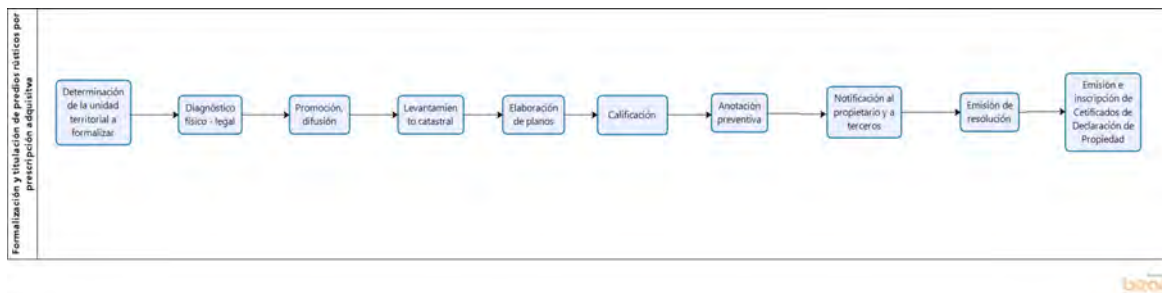 Formalización y titulación de predios rústicos por
prescripción adquisitva
Determinación
de la unidad
territorial a
formalizar
Diagnóstico
físico - legal
Promoción,
difusión
Levantamien
to catastral
Elaboración
de planos
Calificación
Anotación
preventiva
Notificación al
propietario y a
terceros
Emisión de
resolución
Emisión e
inscripción de
Cetificados de
Declaración de
Propiedad